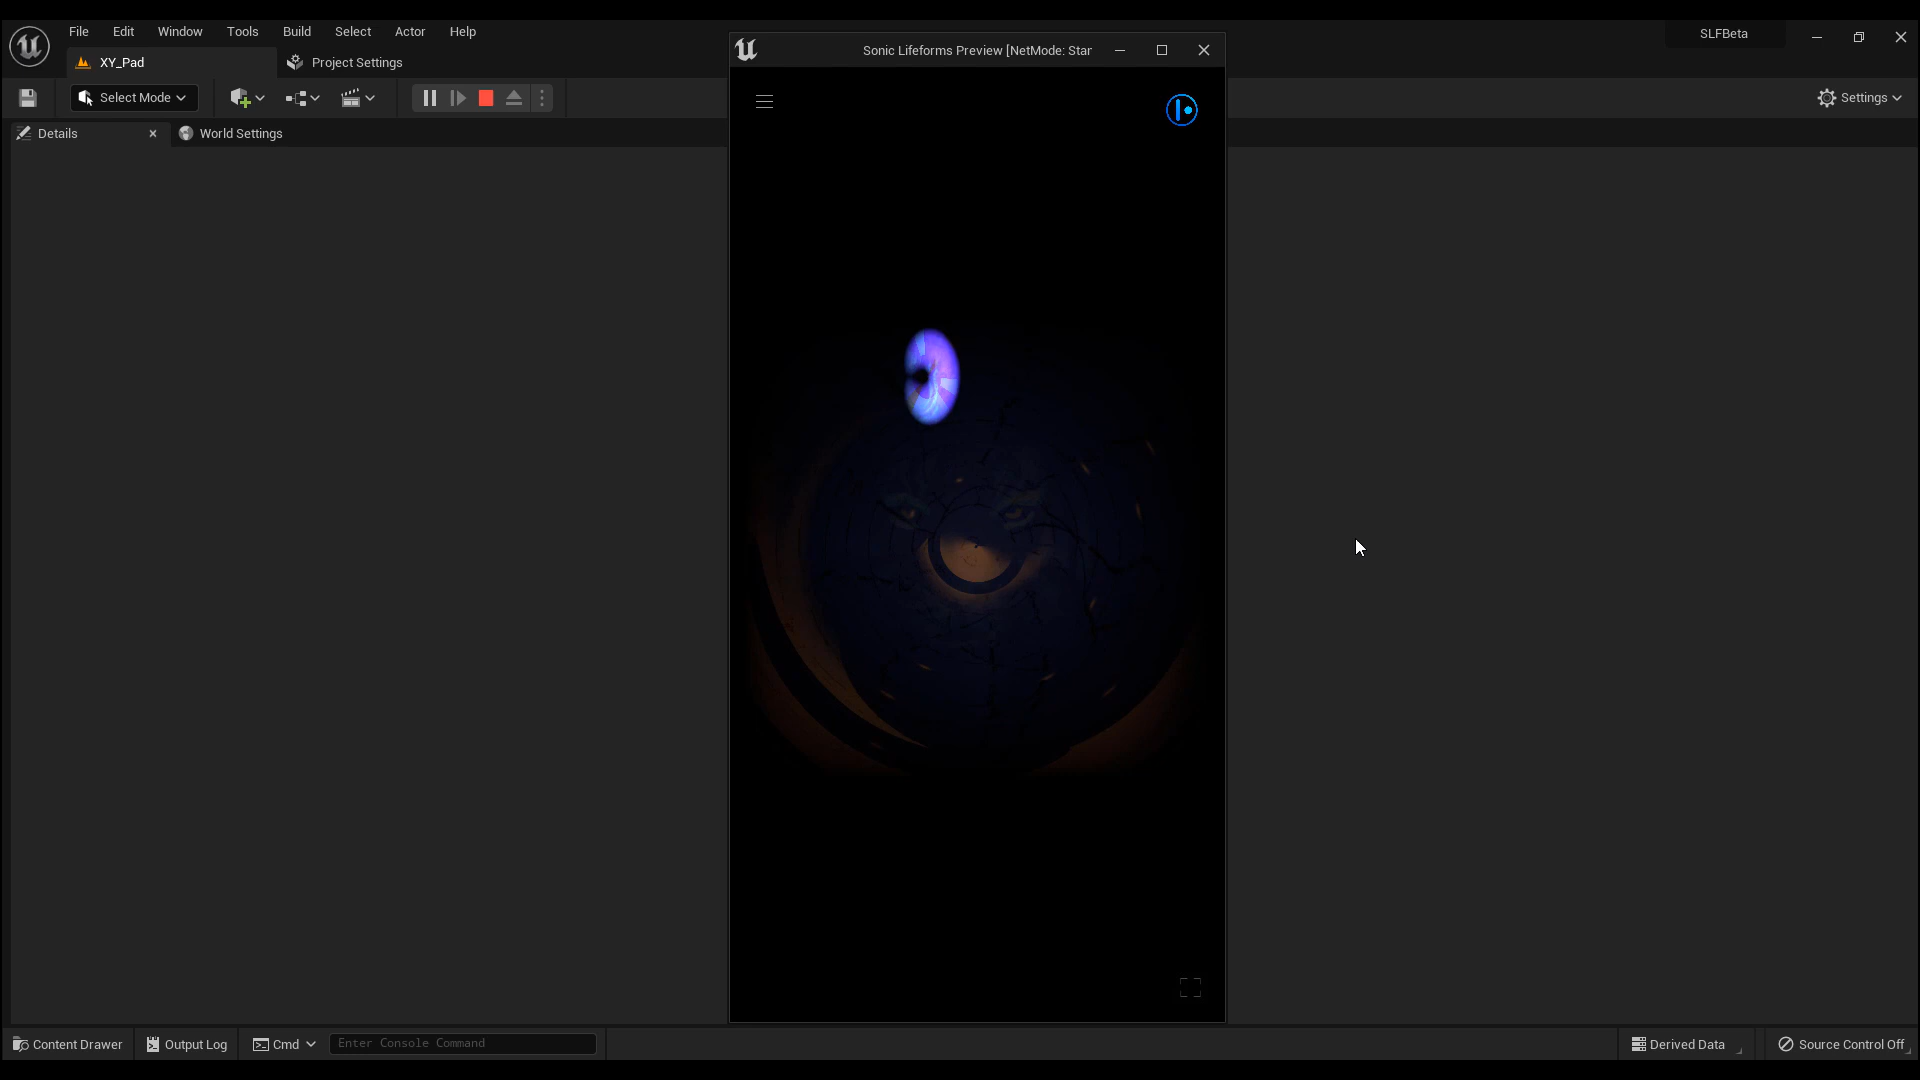 File Edit Window Tools Build Select Actor Help
SLFBeta
Sonic Lifeforms Preview [NetMode: Star
XY_Pad
Project Settings
Select Mode
Settings
Details
World Settings
Content Drawer
Output Log
Cmd
Enter Console Command
Derived Data
Source Control Off